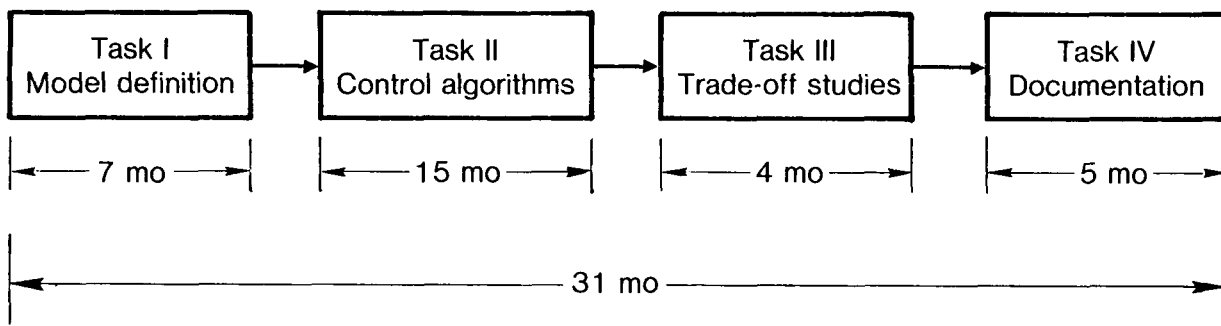 Task I
Model definition
Task II
Control algorithms
Task III
Trade-off studies
Task IV
Documentation
7 mo
15 mo
4 mo
5 mo
31 mo